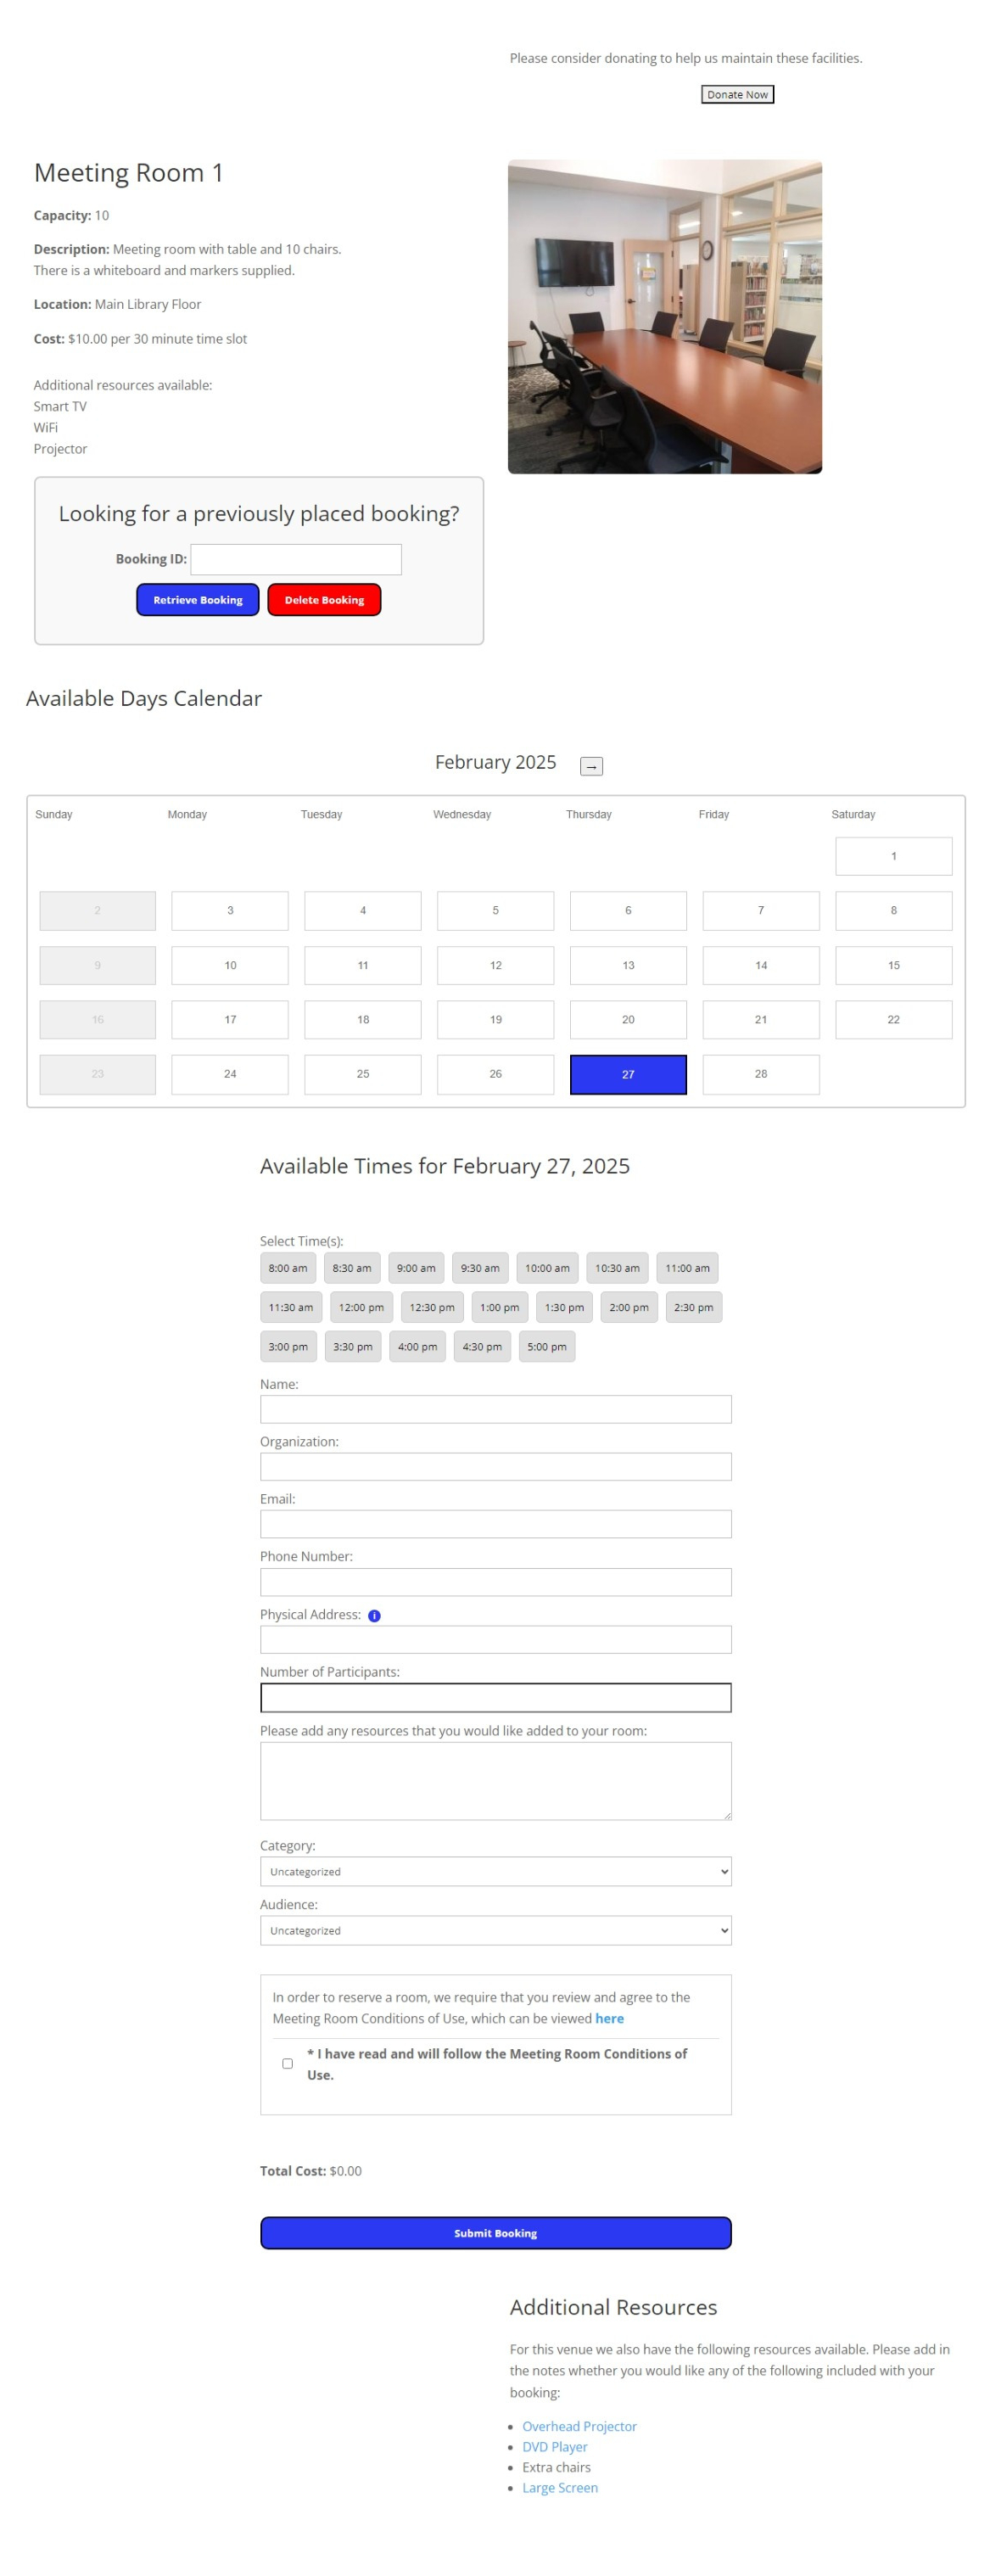 Please consider donating to help us maintain these facilities.
Donate Now
Meeting Room 1
Capacity: 10
Description: Meeting room with table and 10 chairs.
There is a whiteboard and markers supplied.
Location: Main Library Floor
Cost: $10.00 per 30 minute time slot
Additional resources available:
Smart TV
WiFi
Projector
Looking for a previously placed booking?
Booking ID:
Retrieve Booking Delete Booking
Available Days Calendar
February 2025 →
Sunday Monday Tuesday Wednesday Thursday Friday Saturday
1
2 3 4 5 6 7 8
9 10 11 12 13 14 15
16 17 18 19 20 21 22
23 24 25 26 27 28
Available Times for February 27, 2025
Select Time(s):
8:00 am 8:30 am 9:00 am 9:30 am 10:00 am 10:30 am 11:00 am
11:30 am 12:00 pm 12:30 pm 1:00 pm 1:30 pm 2:00 pm 2:30 pm
3:00 pm 3:30 pm 4:00 pm 4:30 pm 5:00 pm
Name:
Organization:
Email:
Phone Number:
Physical Address: i
Number of Participants:
Please add any resources that you would like added to your room:
Category:
Uncategorized
Audience:
Uncategorized
In order to reserve a room, we require that you review and agree to the
Meeting Room Conditions of Use, which can be viewed here
* I have read and will follow the Meeting Room Conditions of
Use.
Total Cost: $0.00
Submit Booking
Additional Resources
For this venue we also have the following resources available. Please add in
the notes whether you would like any of the following included with your
booking:
• Overhead Projector
• DVD Player
• Extra chairs
• Large Screen